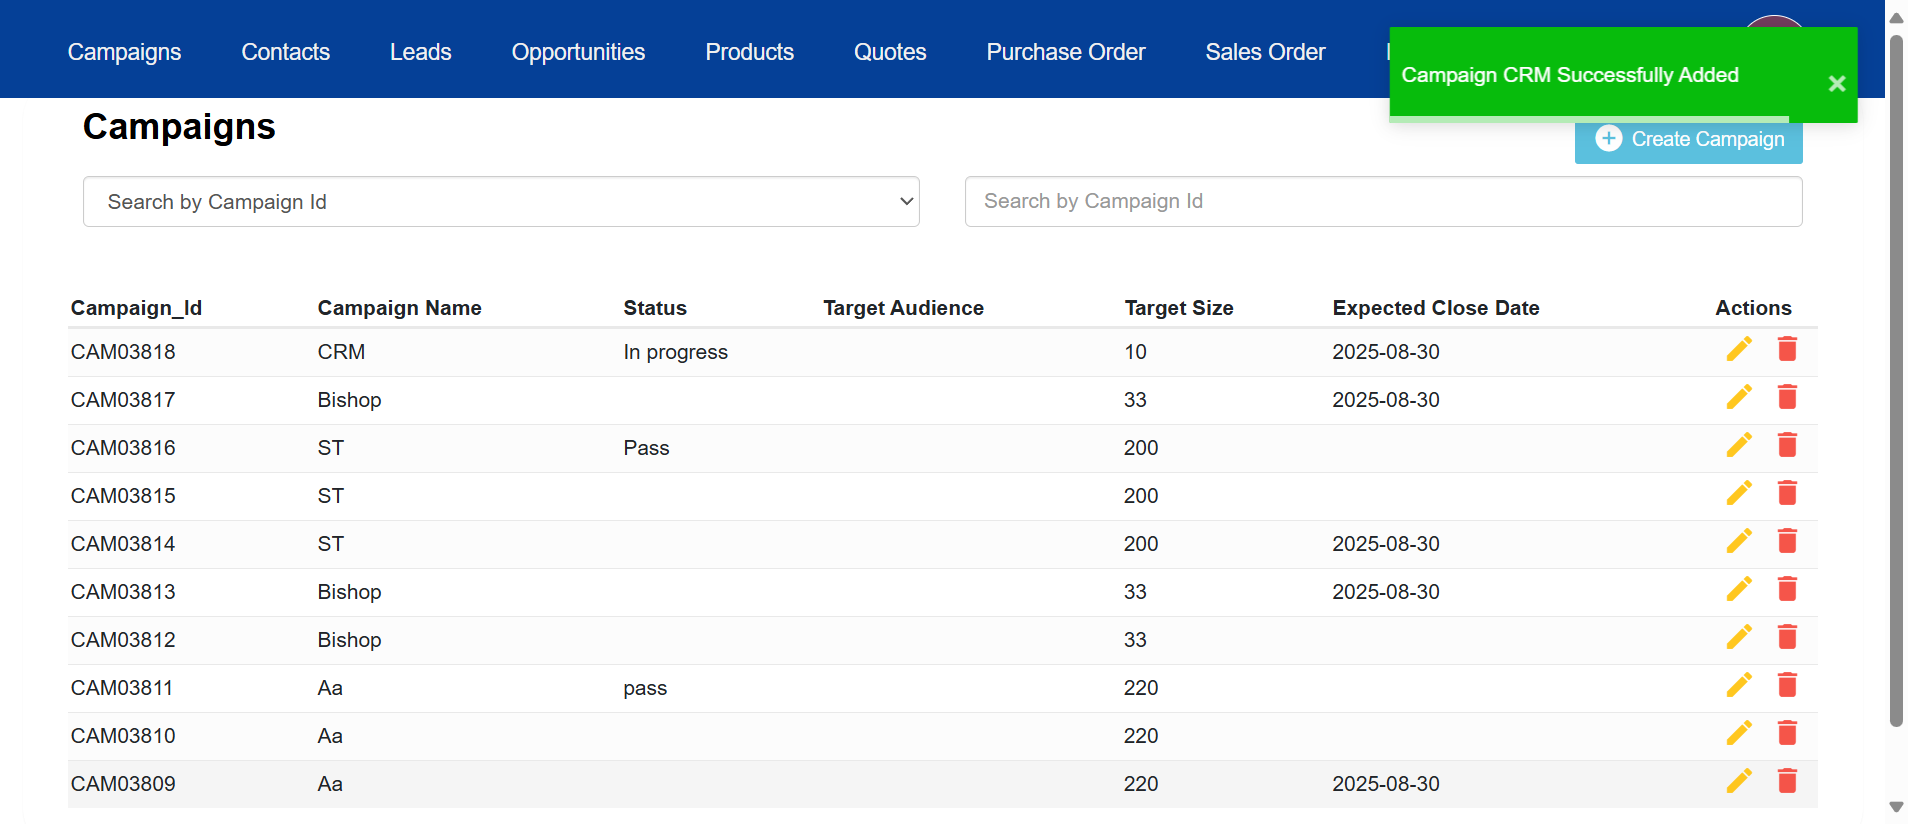 Campaigns Contacts Leads Opportunities Products Quotes Purchase Order Sales Order
Campaign CRM Successfully Added ×
Campaigns
Create Campaign
Search by Campaign Id
Search by Campaign Id
Campaign_Id Campaign Name Status Target Audience Target Size Expected Close Date Actions
CAM03818 CRM In progress 10 2025-08-30
CAM03817 Bishop 33 2025-08-30
CAM03816 ST Pass 200
CAM03815 ST 200
CAM03814 ST 200 2025-08-30
CAM03813 Bishop 33 2025-08-30
CAM03812 Bishop 33
CAM03811 Aa pass 220
CAM03810 Aa 220
CAM03809 Aa 220 2025-08-30